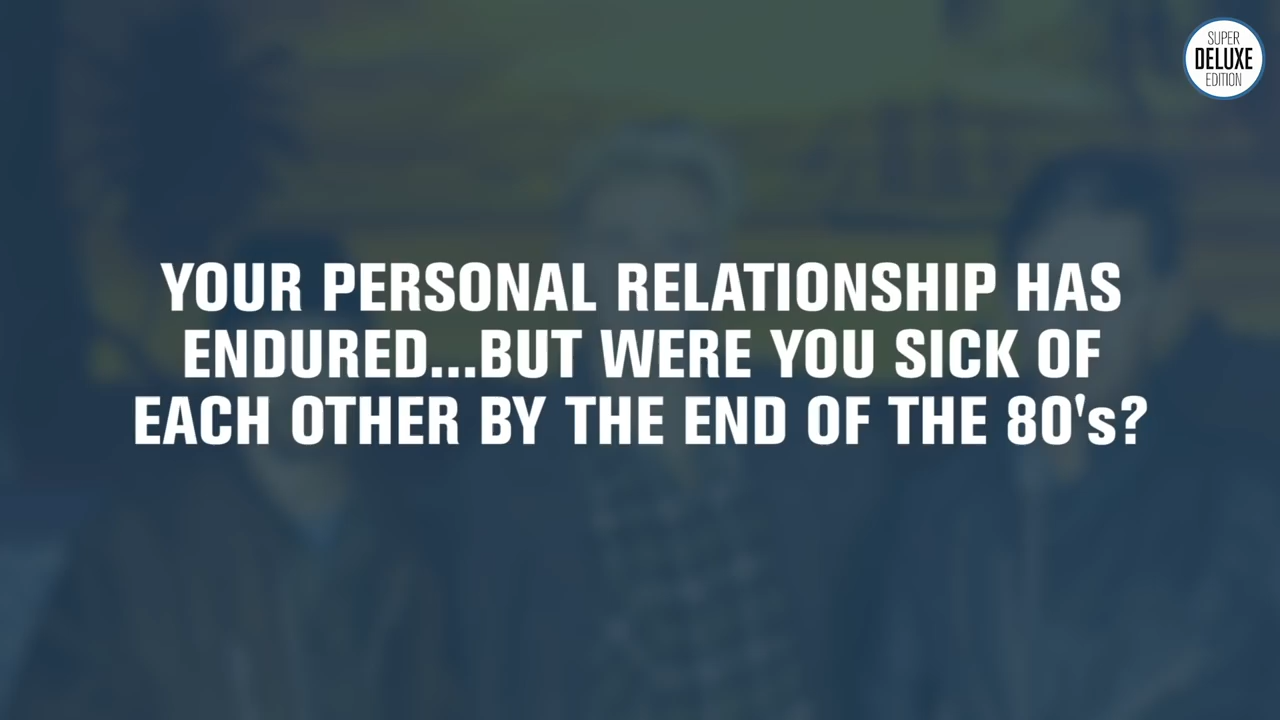 SUPER
DELUXE
EDITION
YOUR PERSONAL RELATIONSHIP HAS
ENDURED...BUT WERE YOU SICK OF
EACH OTHER BY THE END OF THE 80's?